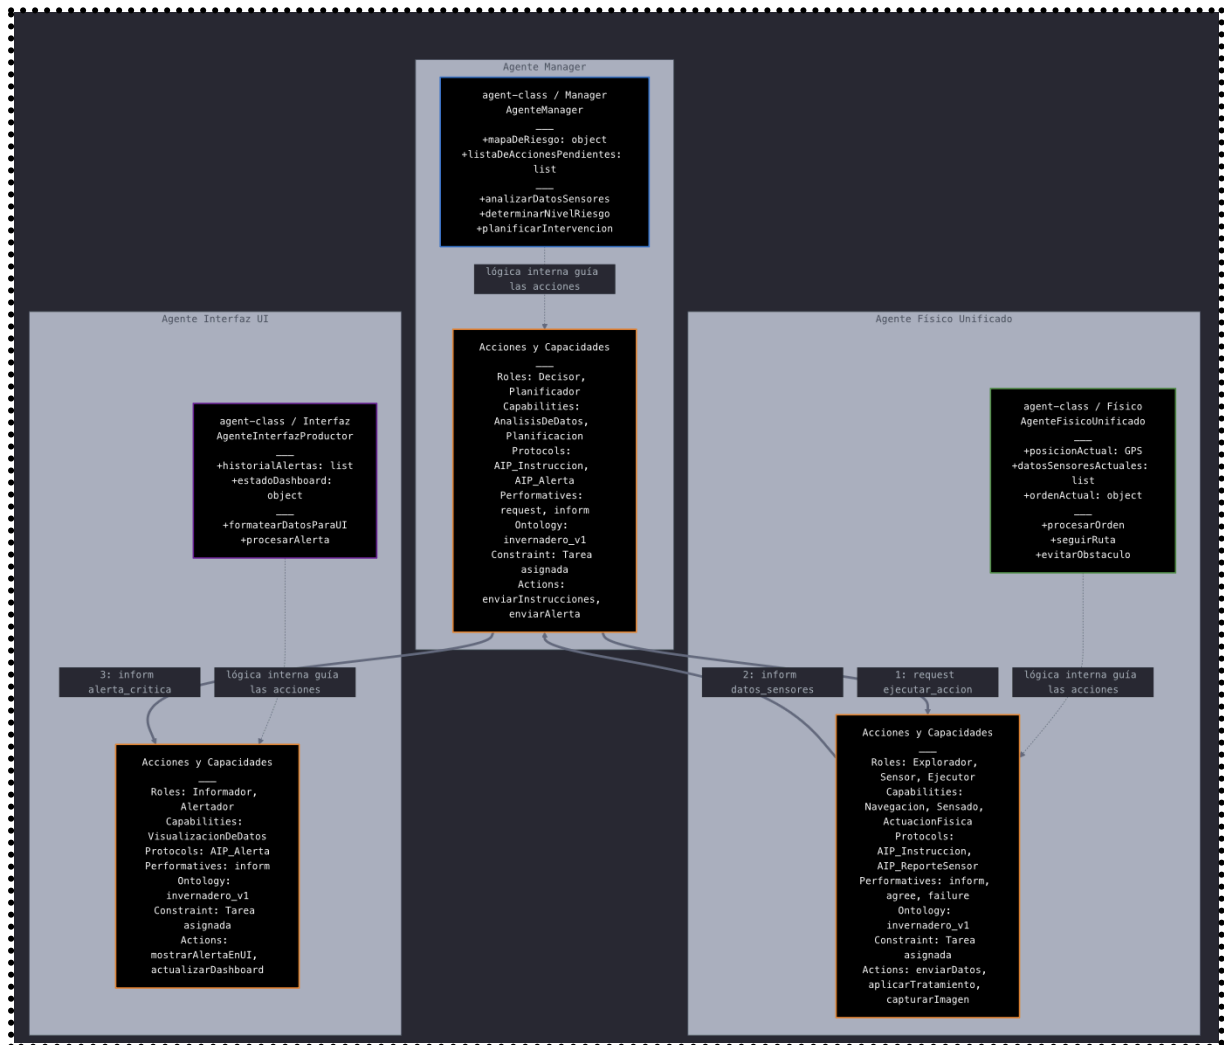 Agente Manager
agent-class / Manager
AgenteManager
___
+mapaDeRiesgo: object
+listaDeAccionesPendientes:
list
___
+analizarDatosSensores
+determinarNivelRiesgo
+planificarIntervencion
lógica interna guía
las acciones
Acciones y Capacidades
___
Roles: Decisor,
Planificador
Capabilities:
AnalisisDeDatos,
Planificacion
Protocols:
AIP_Instruccion,
AIP_Alerta
Performatives:
request, inform
Ontology:
invernadero_v1
Constraint: Tarea
asignada
Actions:
enviarInstrucciones,
enviarAlerta
Agente Interfaz UI
agent-class / Interfaz
AgenteInterfazProductor
___
+historialAlertas: list
+estadoDashboard:
object
___
+formatearDatosParaUI
+procesarAlerta
3: inform
alerta_critica
lógica interna guía
las acciones
Acciones y Capacidades
___
Roles: Informador,
Alertador
Capabilities:
VisualizacionDeDatos
Protocols: AIP_Alerta
Performatives: inform
Ontology:
invernadero_v1
Constraint: Tarea
asignada
Actions:
mostrarAlertaEnUI,
actualizarDashboard
Agente Físico Unificado
agent-class / Físico
AgenteFisicoUnificado
___
+posicionActual: GPS
+datosSensoresActuales:
list
+ordenActual: object
___
+procesarOrden
+seguirRuta
+evitarObstaculo
2: inform
datos_sensores
1: request
ejecutar_accion
lógica interna guía
las acciones
Acciones y Capacidades
___
Roles: Explorador,
Sensor, Ejecutor
Capabilities:
Navegacion, Sensado,
ActuacionFisica
Protocols:
AIP_Instruccion,
AIP_ReporteSensor
Performatives: inform,
agree, failure
Ontology:
invernadero_v1
Constraint: Tarea
asignada
Actions: enviarDatos,
aplicarTratamiento,
capturarImagen